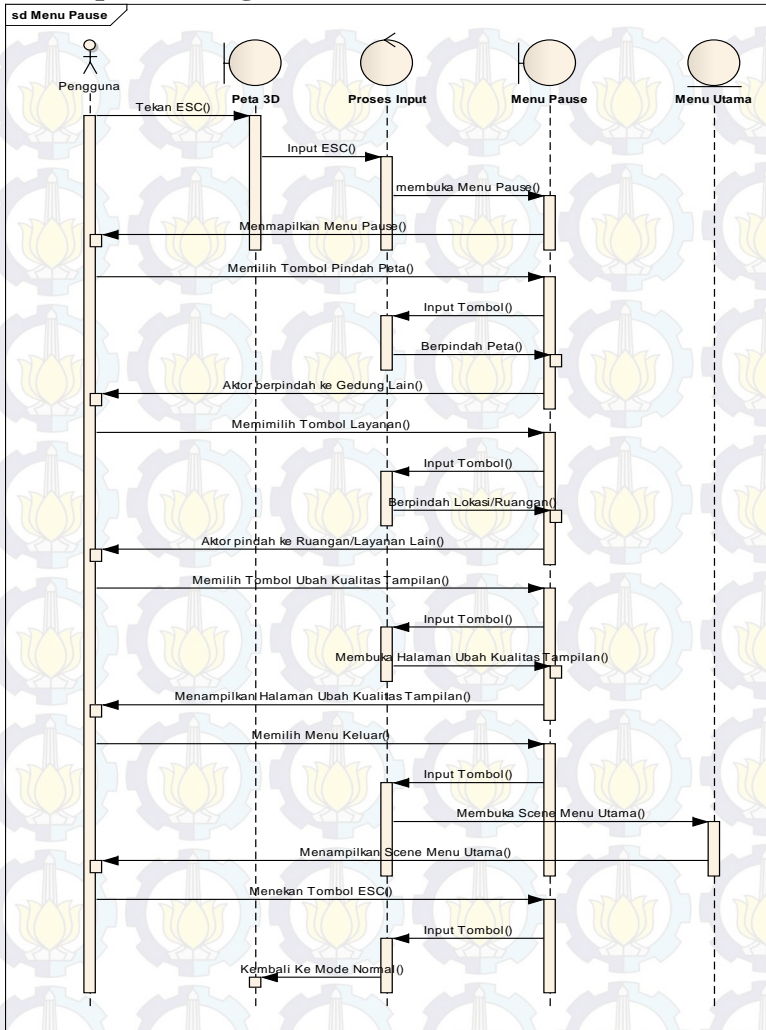 sd Menu Pause
Pengguna
Peta 3D
Proses Input
Menu Pause
Menu Utama
Tekan ESC()
Input ESC()
membuka Menu Pause()
Menmapilkan Menu Pause()
Memilih Tombol Pindah Peta()
Input Tombol()
Berpindah Peta()
Aktor berpindah ke Gedung Lain()
Memimilih Tombol Layanan()
Input Tombol()
Berpindah Lokasi/Ruangan()
Aktor pindah ke Ruangan/Layanan Lain()
Memilih Tombol Ubah Kualitas Tampilan()
Input Tombol()
Membuka Halaman Ubah Kualitas Tampilan()
Menampilkan Halaman Ubah Kualitas Tampilan()
Memilih Menu Keluar()
Input Tombol()
Membuka Scene Menu Utama()
Menampilkan Scene Menu Utama()
Menekan Tombol ESC()
Input Tombol()
Kembali Ke Mode Normal()